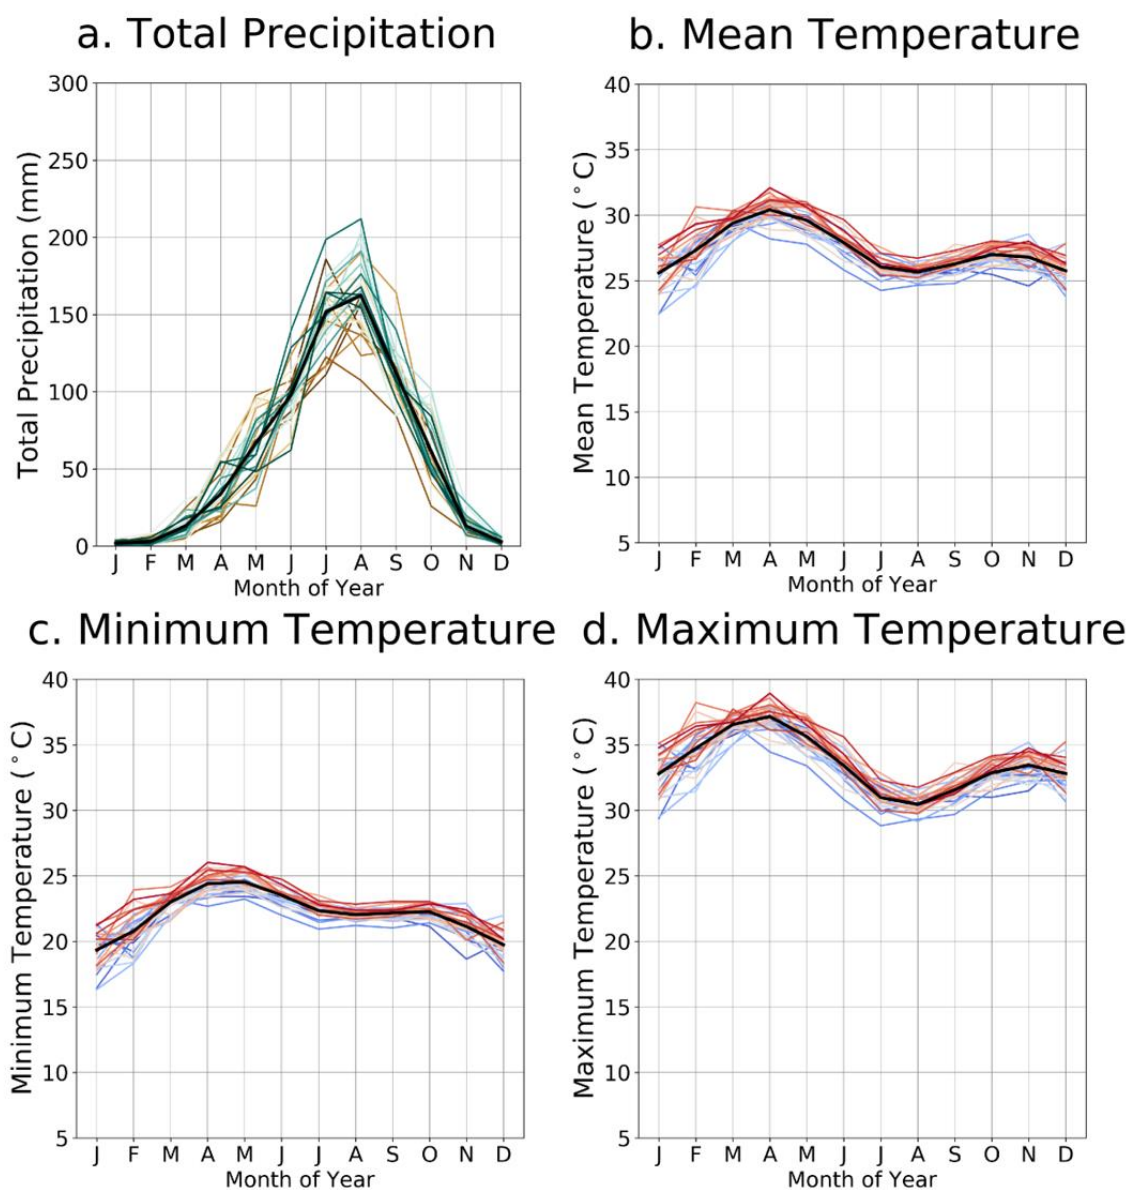 a. Total Precipitation
Total Precipitation (mm)
300
250
200
150
100
50
0
J F M A M J J A S O N D
Month of Year
b. Mean Temperature
Mean Temperature (°C)
40
35
30
25
20
15
10
5
J F M A M J J A S O N D
Month of Year
c. Minimum Temperature
Minimum Temperature (°C)
40
35
30
25
20
15
10
5
J F M A M J J A S O N D
Month of Year
d. Maximum Temperature
Maximum Temperature (°C)
40
35
30
25
20
15
10
5
J F M A M J J A S O N D
Month of Year